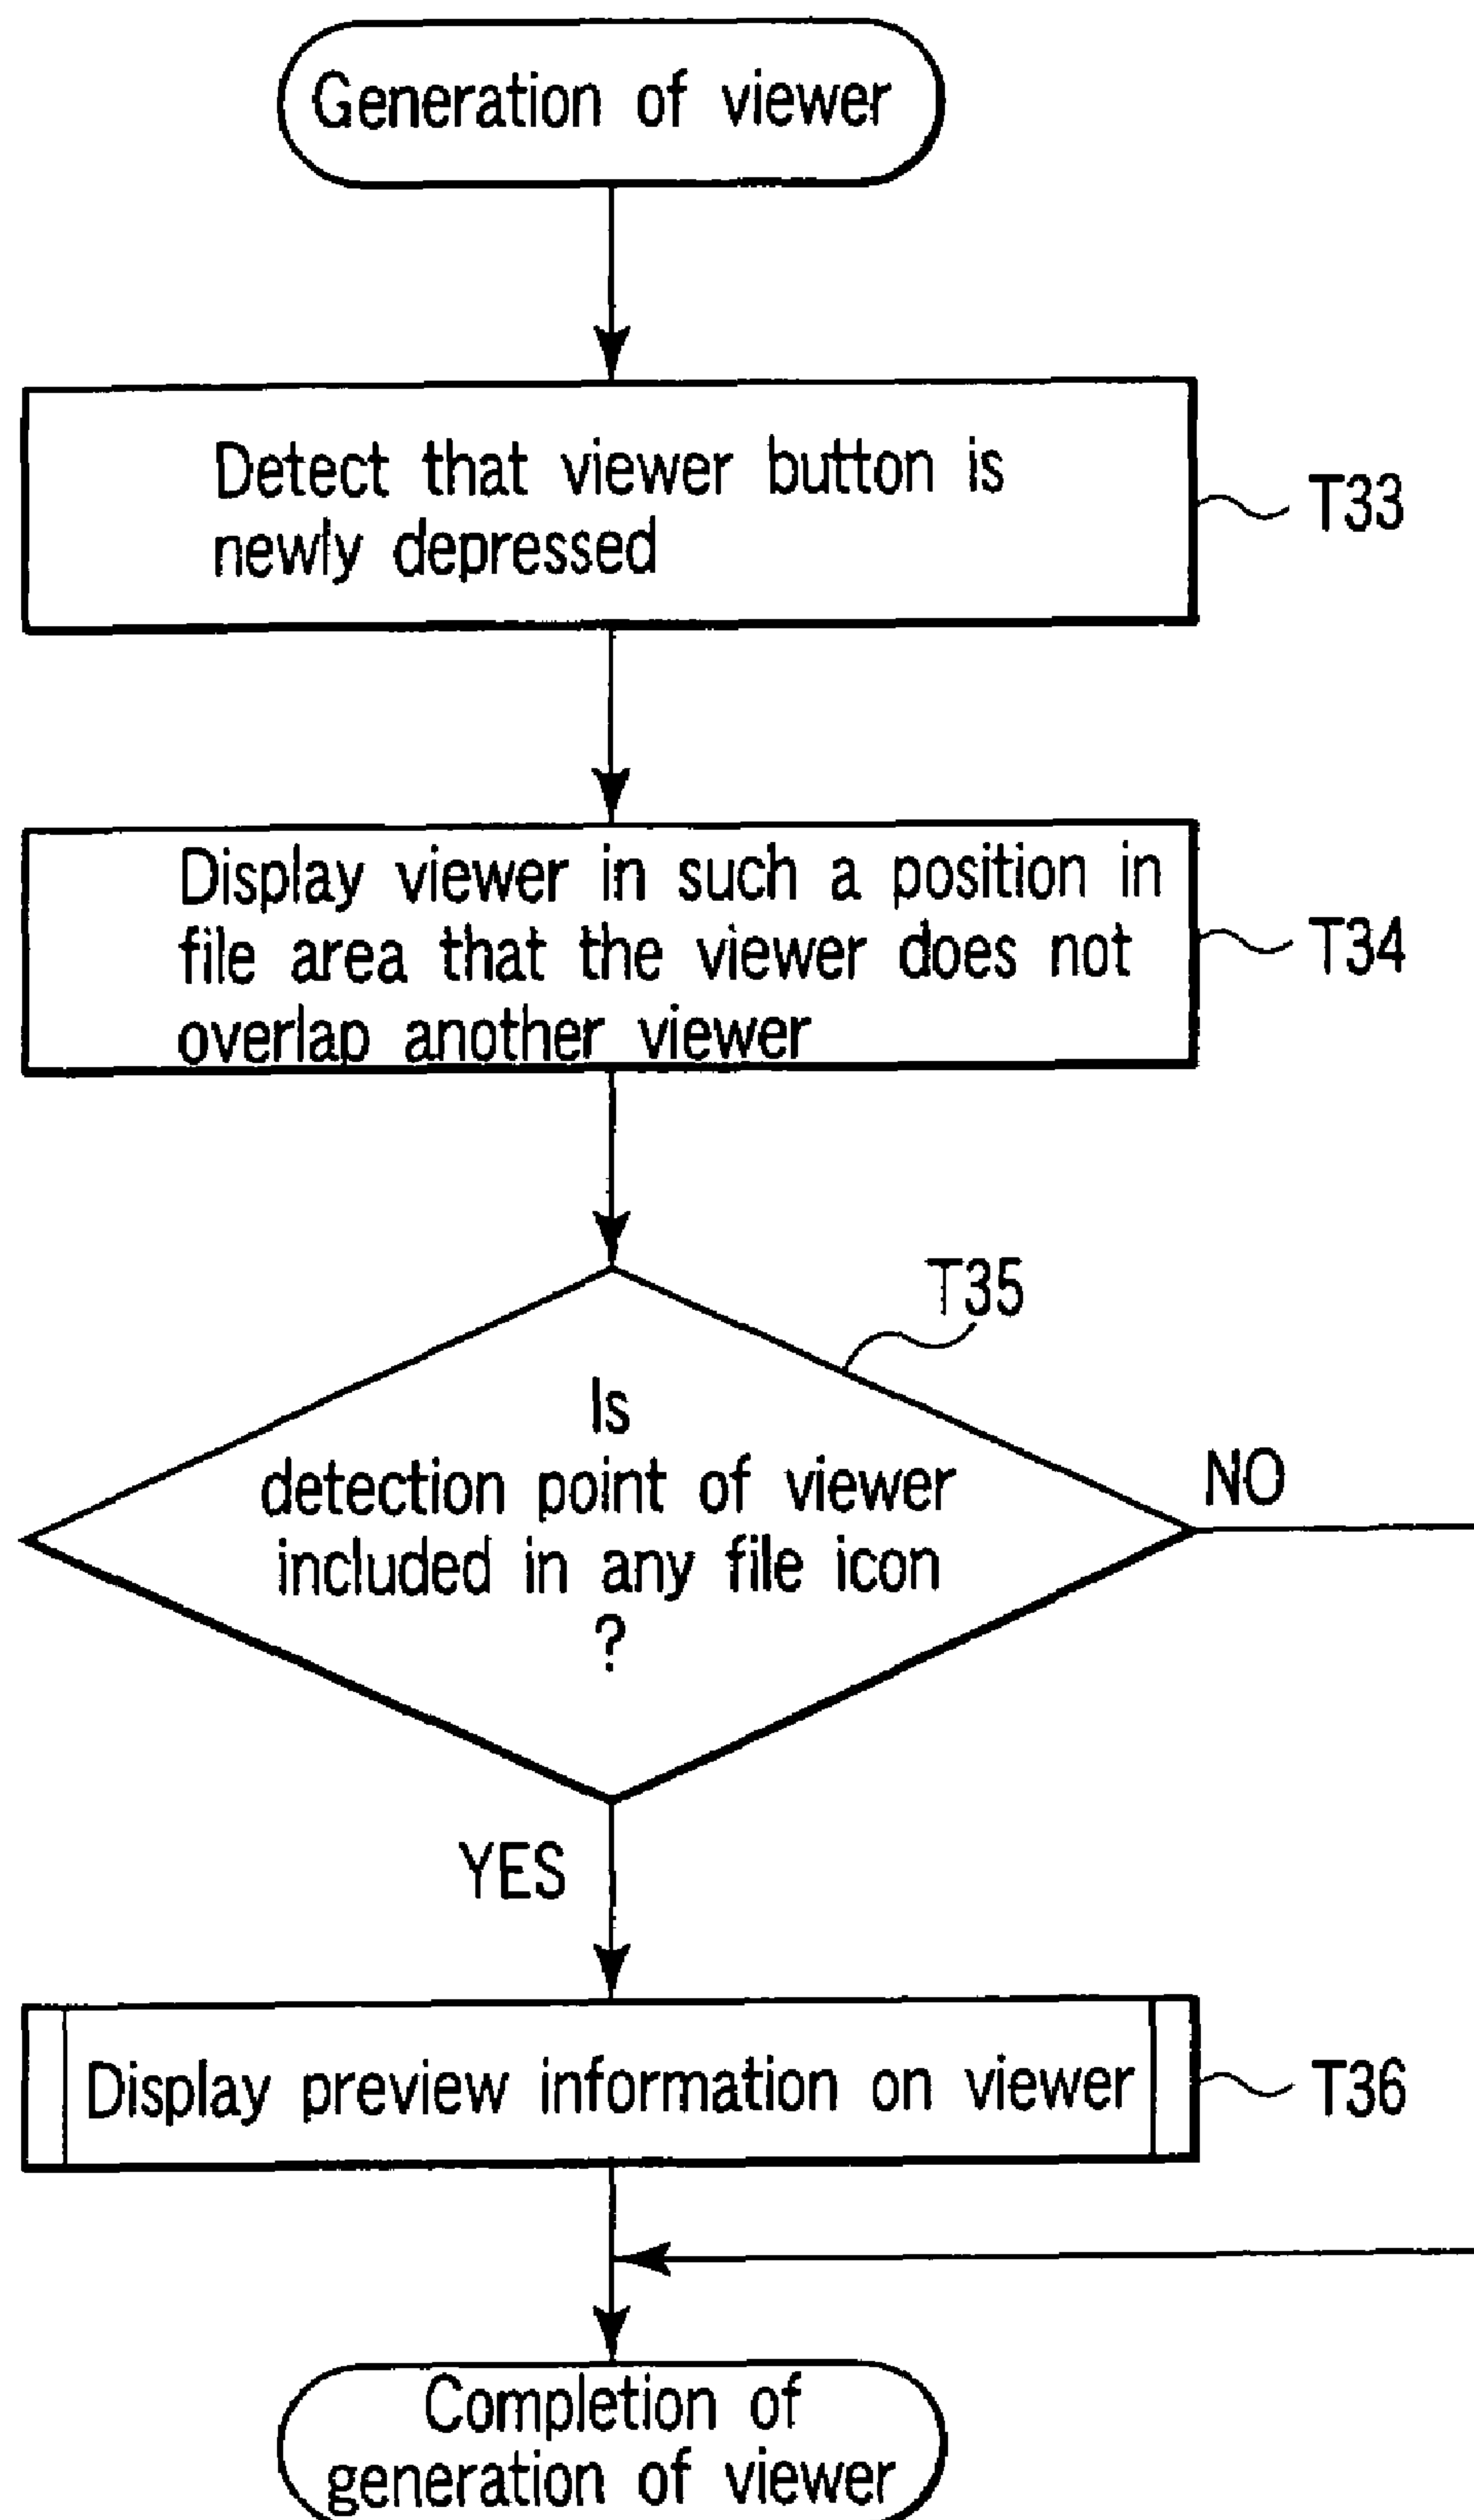 Generation of viewer
Detect that viewer button is
newly depressed
T33
Display viewer in such a position in
file area that the viewer does not
overlap another viewer
T34
T35
Is
detection point of viewer
included in any file icon
?
NO
YES
Display preview information on viewer
T36
Completion of
generation of viewer